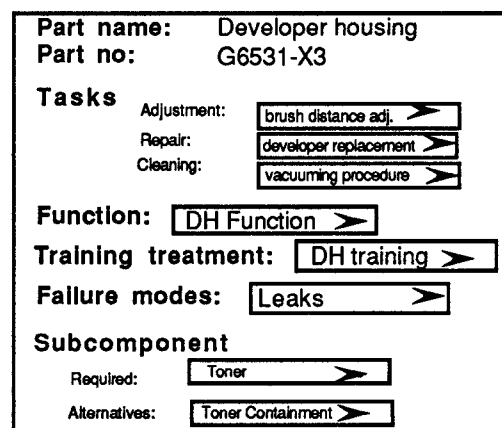 Part name: Developer housing
Part no: G6531-X3
Tasks
Adjustment: brush distance adj.
Repair: developer replacement
Cleaning: vacuuming procedure
Function: DH Function
Training treatment: DH training
Failure modes: Leaks
Subcomponent
Required: Toner
Alternatives: Toner Containment